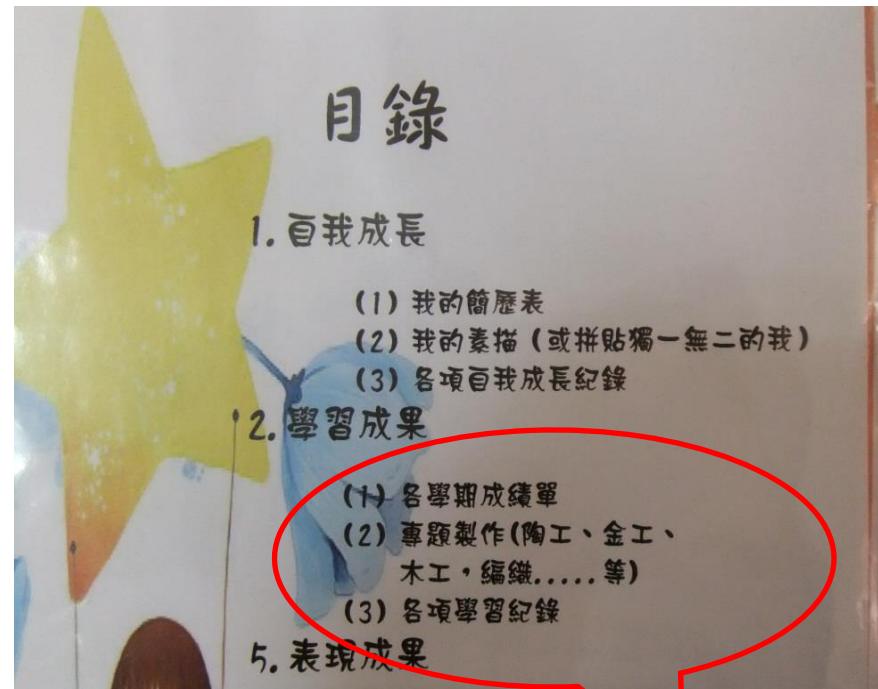 目錄
1. 自我成長
(1) 我的簡歷表
(2) 我的素描 (或拼貼獨一無二的我)
(3) 各項自我成長紀錄
2. 學習成果
(1) 各學期成績單
(2) 專題製作(陶工、金工、
木工,編織.....等)
(3) 各項學習紀錄
5. 表現成果